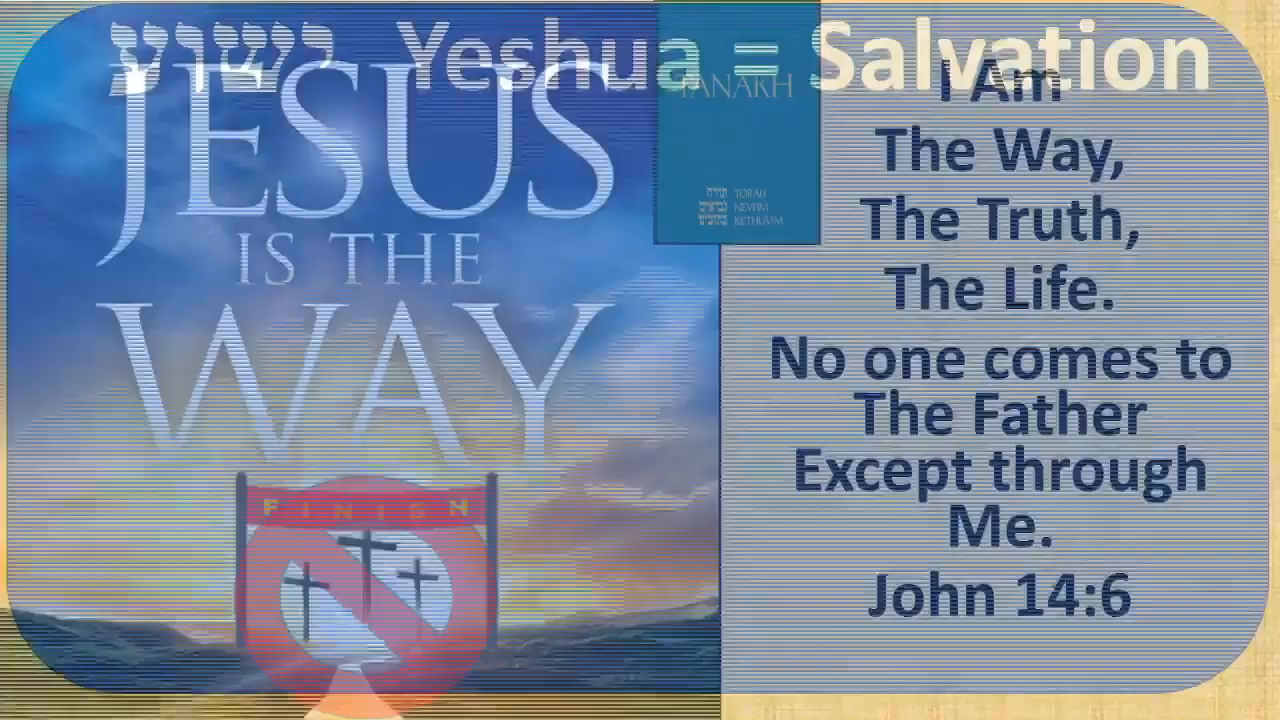 ישוע Yeshua = Salvation
JESUS
IS THE
WAY
FINISH
TANAKH
תורה TORAH
נביאים NEVI'IM
כתובים KETHUVIM
I Am
The Way,
The Truth,
The Life.
No one comes to
The Father
Except through
Me.
John 14:6